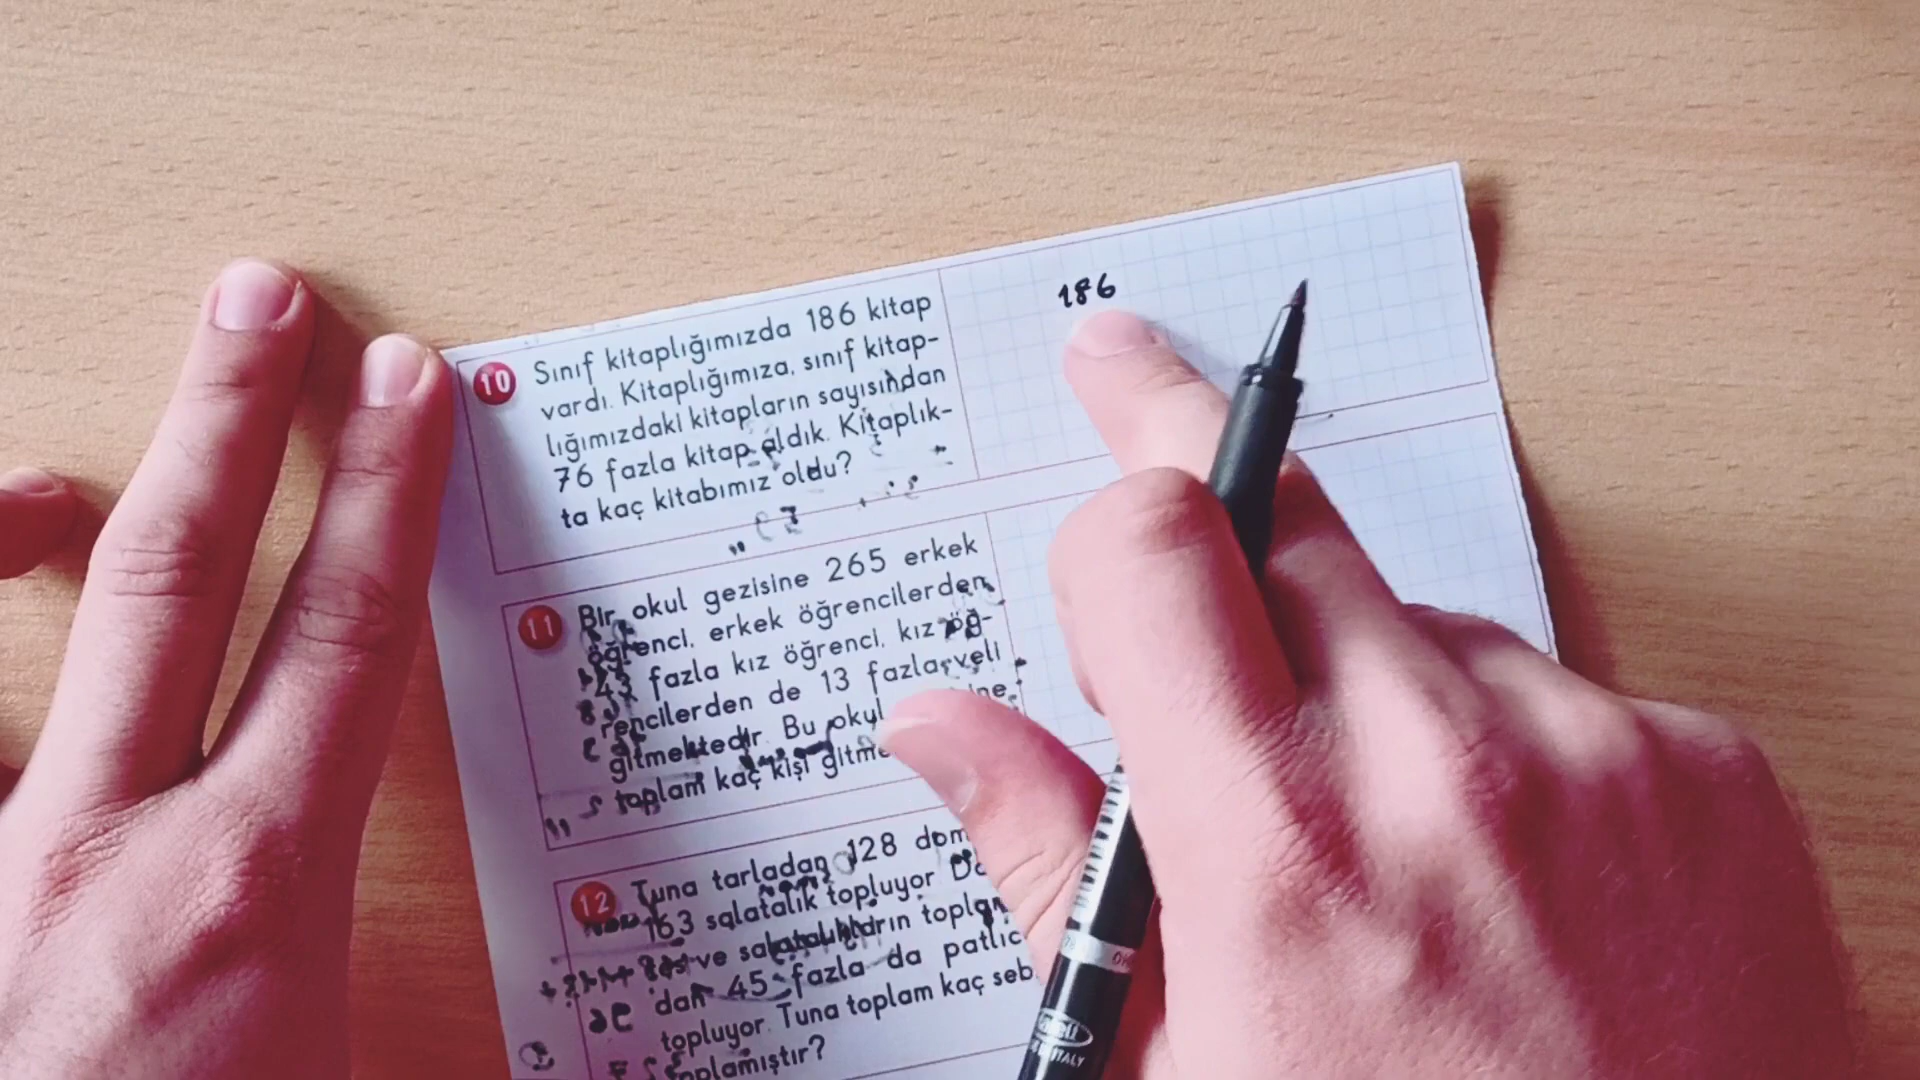 186
10 Sınıf kitaplığımızda 186 kitap
vardı. Kitaplığımıza, sınıf kitap-
lığımızdaki kitapların sayısından
76 fazla kitap aldık. Kitaplık-
ta kaç kitabımız oldu?
11 Bir okul gezisine 265 erkek
öğrenci, erkek öğrencilerden
43 fazla kız öğrenci, kız öğ-
rencilerden de 13 fazla veli
gitmektedir. Bu okul
toplam kaç kişi
12 Tuna tarladan 128
163 salatalık topluyor.
ve salatalıkların
dan 45 fazla da
topluyor. Tuna toplam kaç
toplamıştır?
ITALY